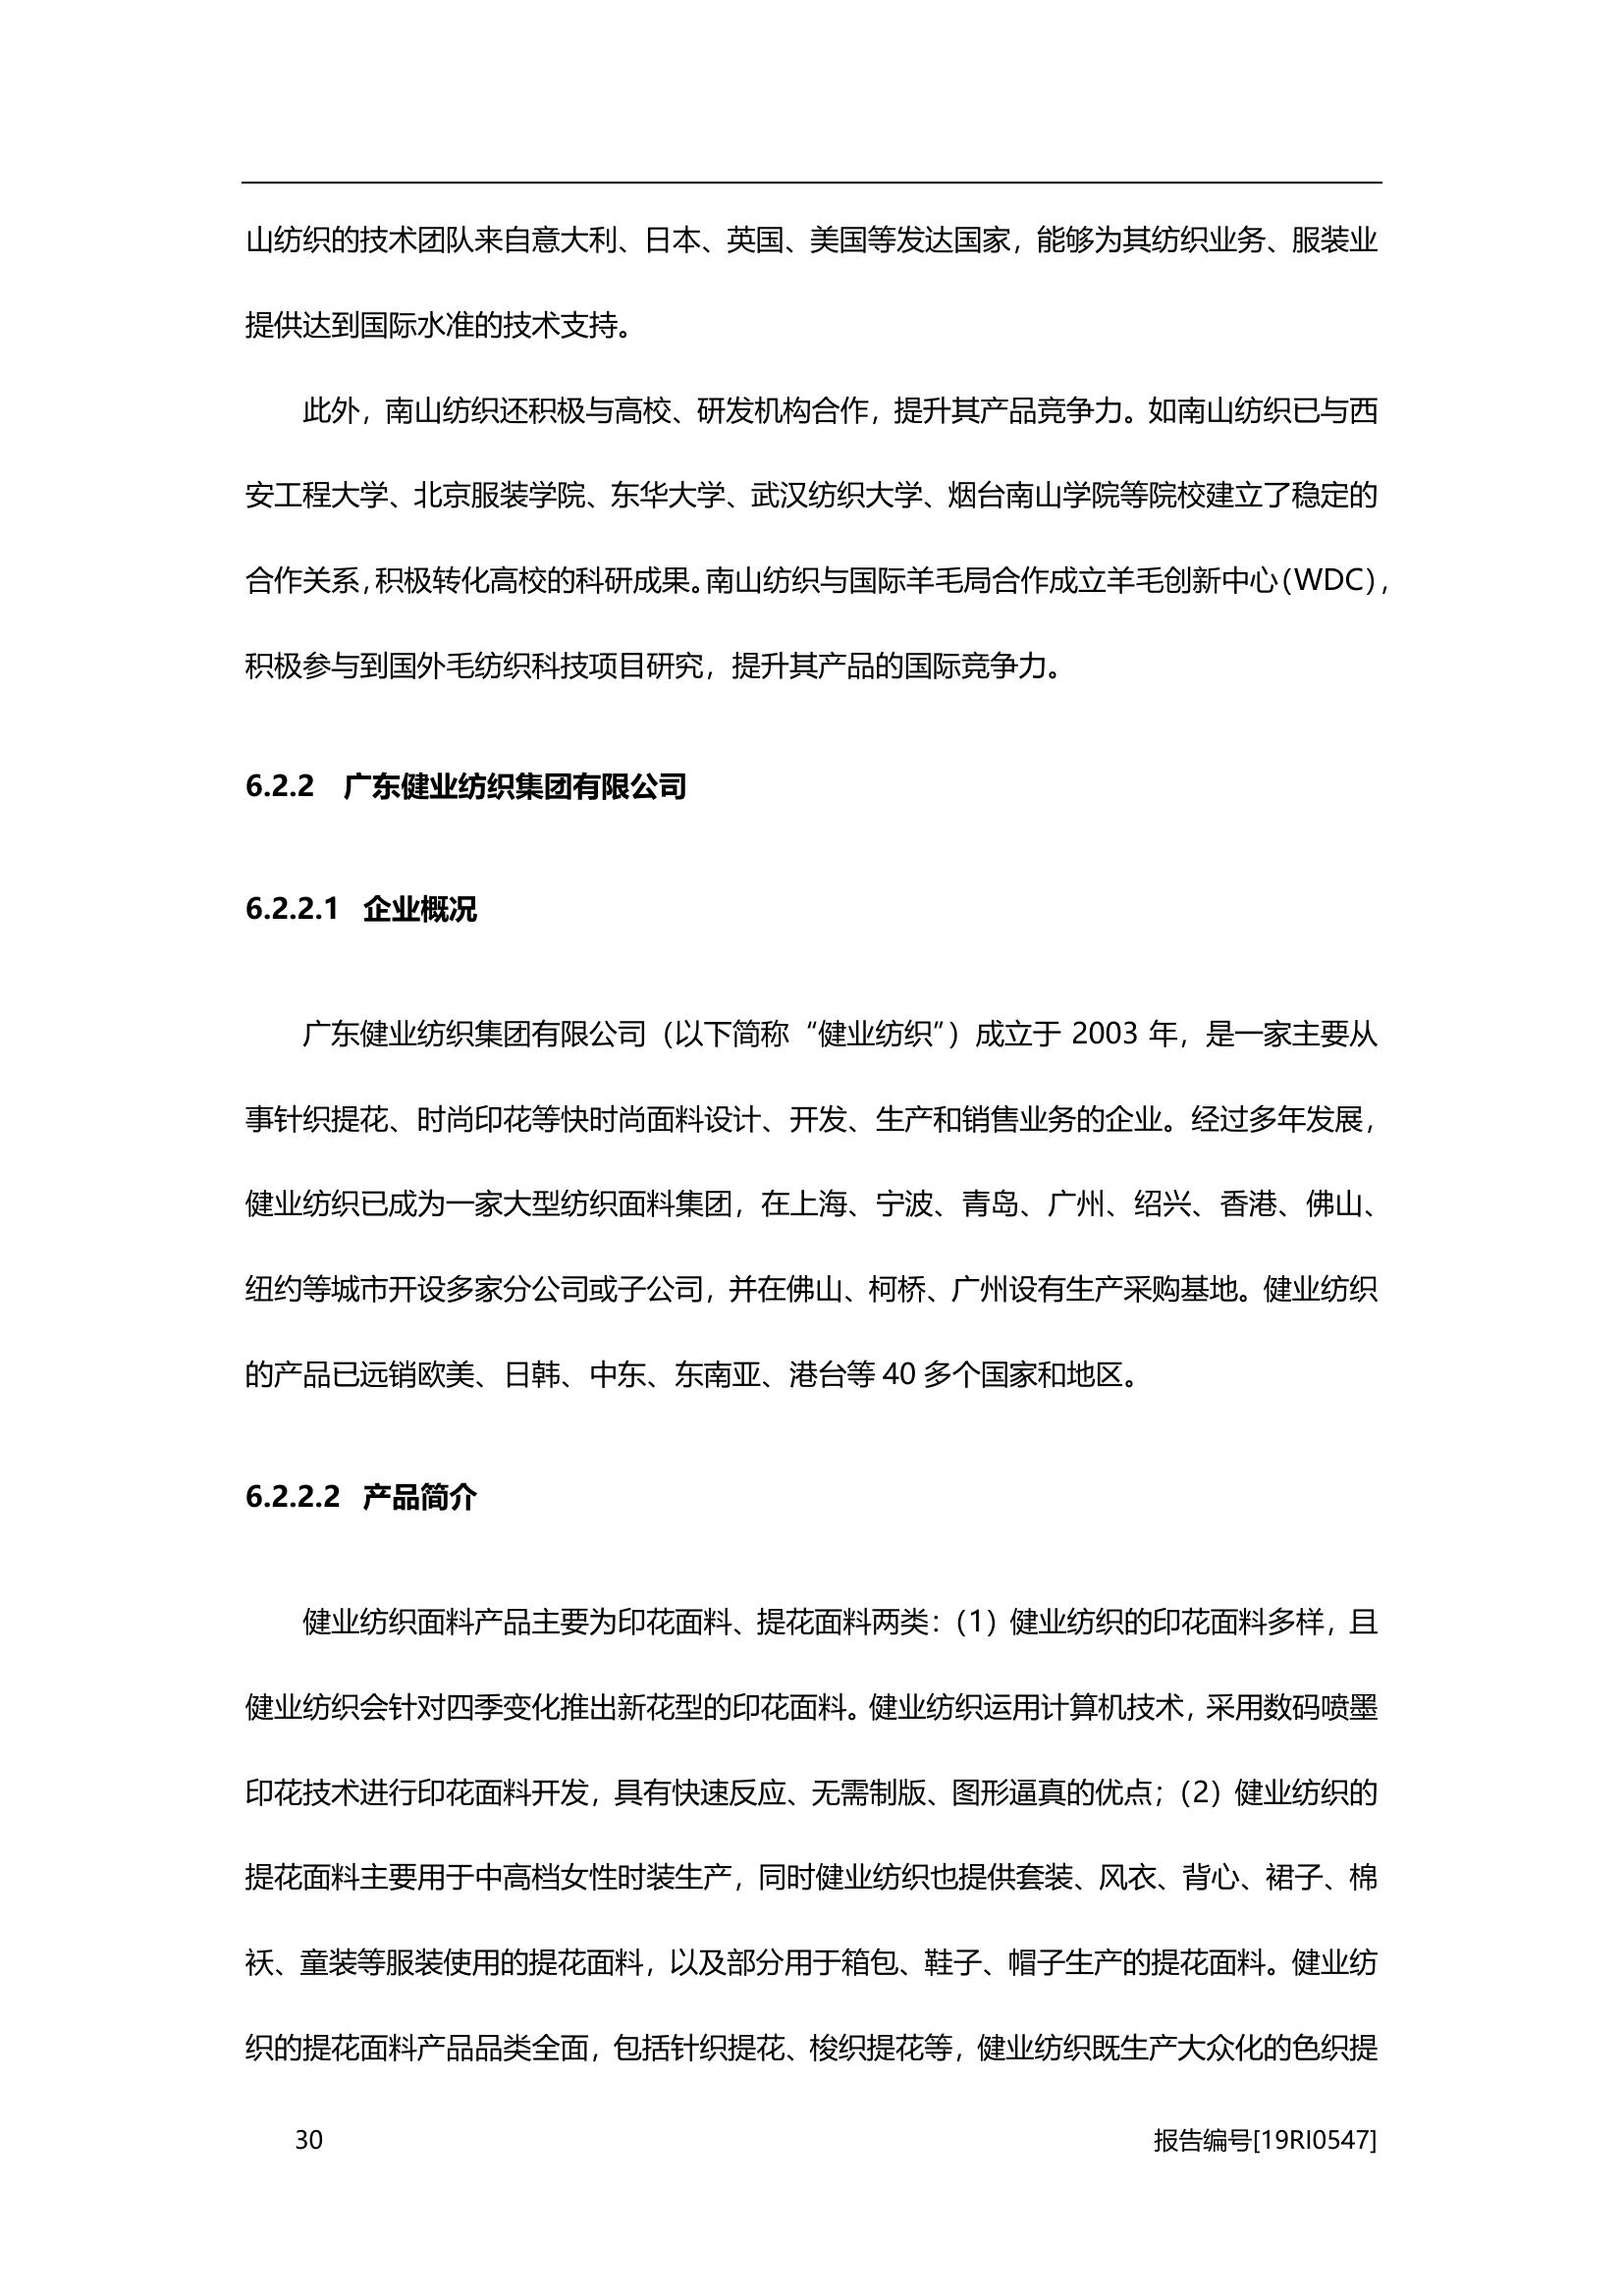 山纺织的技术团队来自意大利、日本、英国、美国等发达国家，能够为其纺织业务、服装业
提供达到国际水准的技术支持。
此外，南山纺织还积极与高校、研发机构合作，提升其产品竞争力。如南山纺织已与西
安工程大学、北京服装学院、东华大学、武汉纺织大学、烟台南山学院等院校建立了稳定的
合作关系，积极转化高校的科研成果。南山纺织与国际羊毛局合作成立羊毛创新中心（WDC），
积极参与到国外毛纺织科技项目研究，提升其产品的国际竞争力。
6.2.2 广东健业纺织集团有限公司
6.2.2.1 企业概况
广东健业纺织集团有限公司（以下简称“健业纺织”）成立于 2003 年，是一家主要从
事针织提花、时尚印花等快时尚面料设计、开发、生产和销售业务的企业。经过多年发展，
健业纺织已成为一家大型纺织面料集团，在上海、宁波、青岛、广州、绍兴、香港、佛山、
纽约等城市开设多家分公司或子公司，并在佛山、柯桥、广州设有生产采购基地。健业纺织
的产品已远销欧美、日韩、中东、东南亚、港台等 40 多个国家和地区。
6.2.2.2 产品简介
健业纺织面料产品主要为印花面料、提花面料两类：（1）健业纺织的印花面料多样，且
健业纺织会针对四季变化推出新花型的印花面料。健业纺织运用计算机技术，采用数码喷墨
印花技术进行印花面料开发，具有快速反应、无需制版、图形逼真的优点；（2）健业纺织的
提花面料主要用于中高档女性时装生产，同时健业纺织也提供套装、风衣、背心、裙子、棉
袄、童装等服装使用的提花面料，以及部分用于箱包、鞋子、帽子生产的提花面料。健业纺
织的提花面料产品品类全面，包括针织提花、梭织提花等，健业纺织既生产大众化的色织提
30 报告编号[19RI0547]